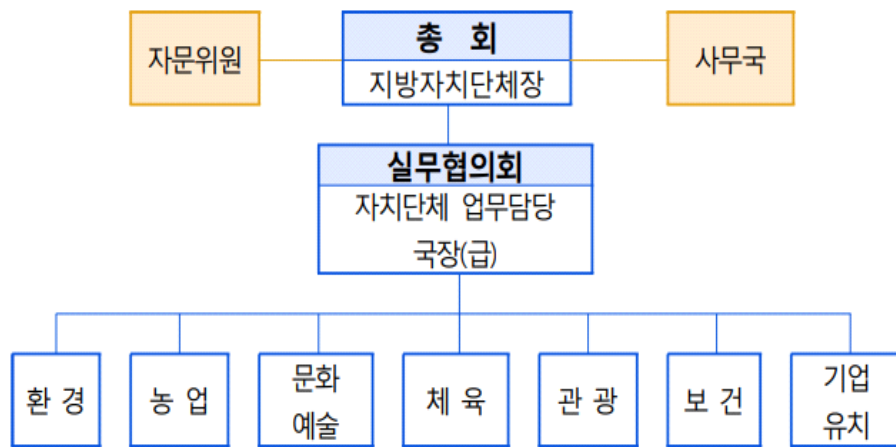 총 회
자문위원
지방자치단체장
사무국
실무협의회
자치단체 업무담당
국장(급)
환 경
농 업
문화
예술
체 육
관 광
보 건
기업
유치